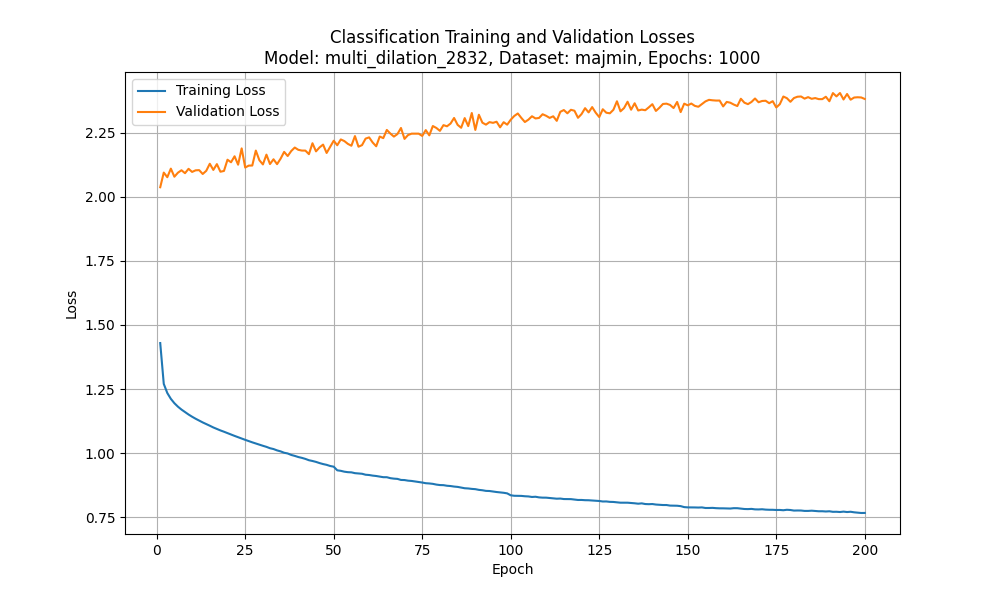 Classification Training and Validation Losses
Model: multi_dilation_2832, Dataset: majmin, Epochs: 1000
Training Loss
Validation Loss
2.25
2.00
1.75
1.50
1.25
1.00
0.75
Loss
0 25 50 75 100 125 150 175 200
Epoch